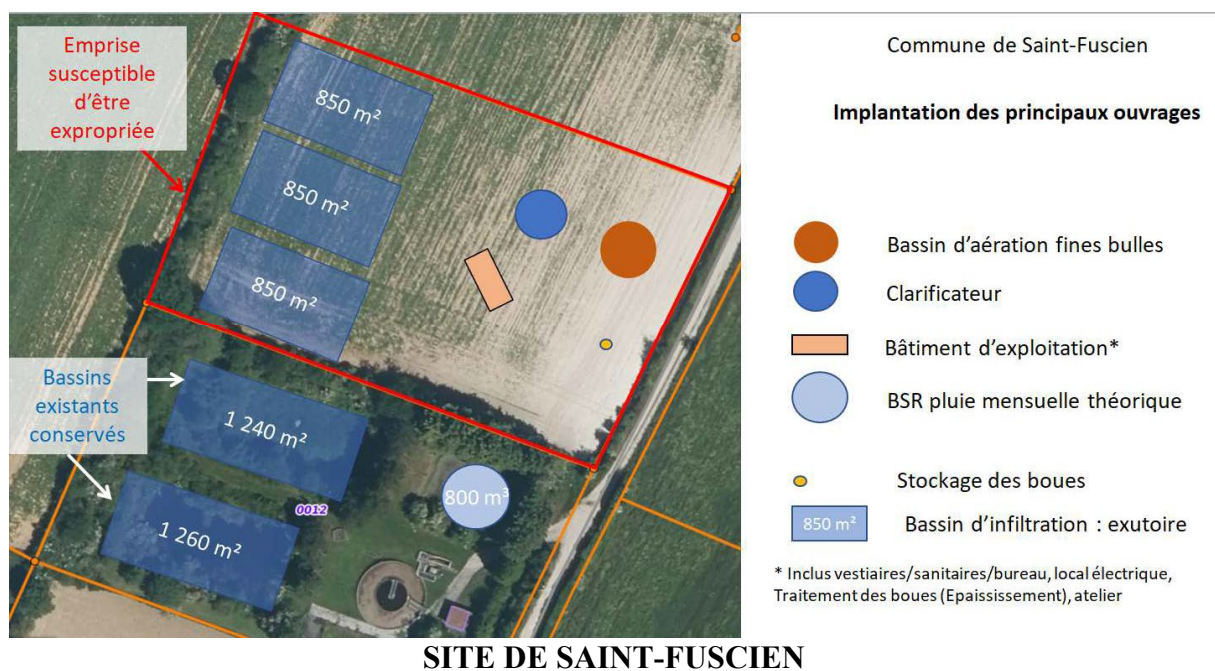 Emprise
susceptible
d'être
expropriée
850 m²
850 m²
850 m²
Bassins
existants
conservés
1 240 m²
1 260 m²
0012
800 m³
Commune de Saint-Fuscien
Implantation des principaux ouvrages
Bassin d'aération fines bulles
Clarificateur
Bâtiment d'exploitation*
BSR pluie mensuelle théorique
Stockage des boues
850 m²
Bassin d'infiltration : exutoire
* Inclus vestiaires/sanitaires/bureau, local électrique,
Traitement des boues (Epaississement), atelier
SITE DE SAINT-FUSCIEN